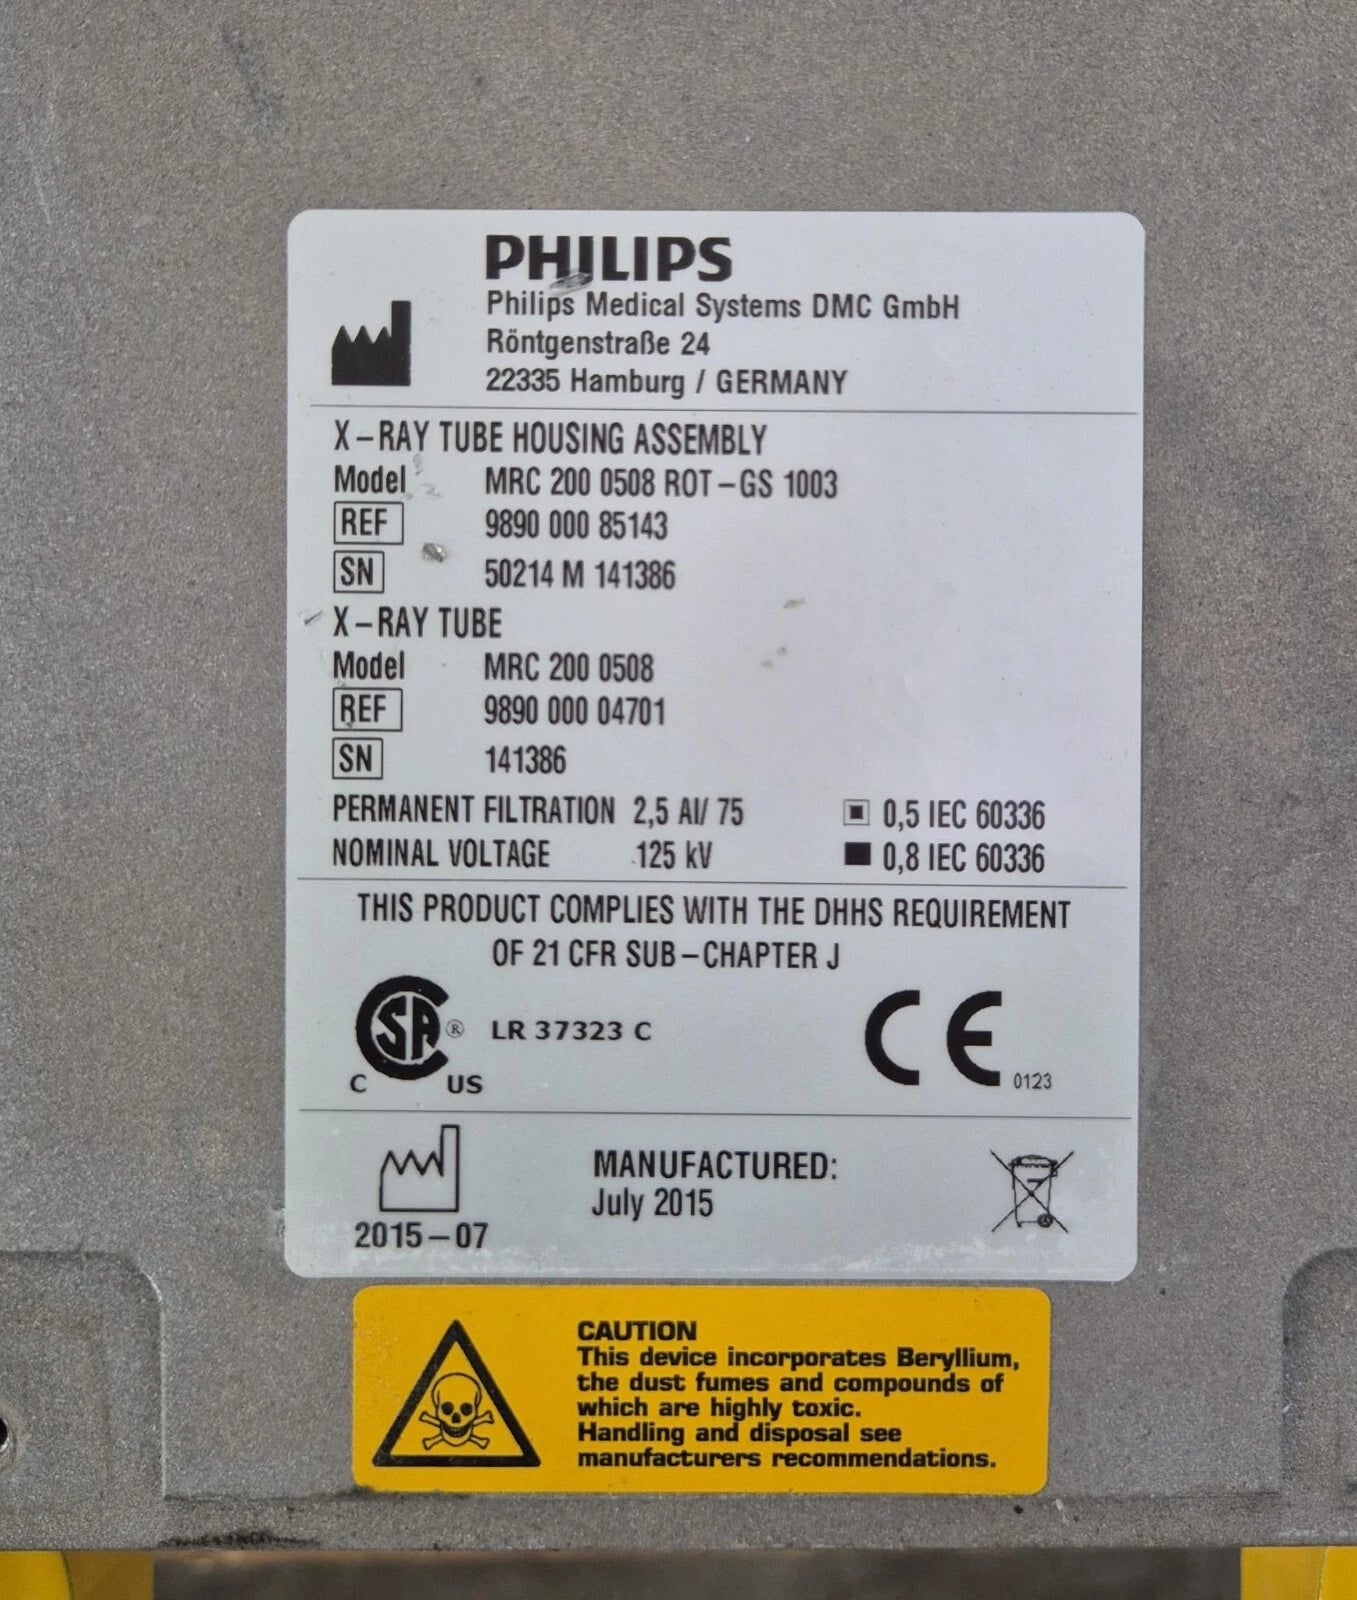 PHILIPS
Philips Medical Systems DMC GmbH
Röntgenstraße 24
22335 Hamburg / GERMANY
X-RAY TUBE HOUSING ASSEMBLY
Model MRC 200 0508 ROT-GS 1003
REF 9890 000 85143
SN 50214 M 141386
X-RAY TUBE
Model MRC 200 0508
REF 9890 000 04701
SN 141386
PERMANENT FILTRATION 2,5 Al/ 75 0,5 IEC 60336
NOMINAL VOLTAGE 125 kV 0,8 IEC 60336
THIS PRODUCT COMPLIES WITH THE DHHS REQUIREMENT
OF 21 CFR SUB-CHAPTER J
CSA ® LR 37323 C CE
C US 0123
MANUFACTURED:
July 2015
2015-07
CAUTION
This device incorporates Beryllium,
the dust fumes and compounds of
which are highly toxic.
Handling and disposal see
manufacturers recommendations.